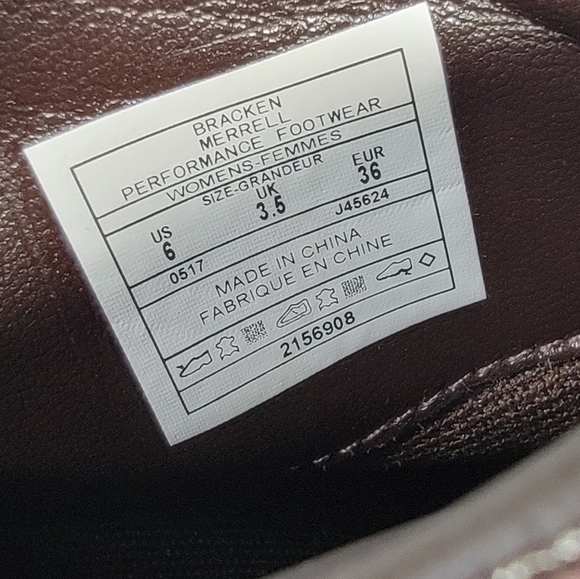 BRACKEN
MERRELL
PERFORMANCE FOOTWEAR
WOMENS-FEMMES
SIZE-GRANDEUR
US UK EUR
6 3.5 36
0517 J45624
MADE IN CHINA
FABRIQUE EN CHINE
2156908